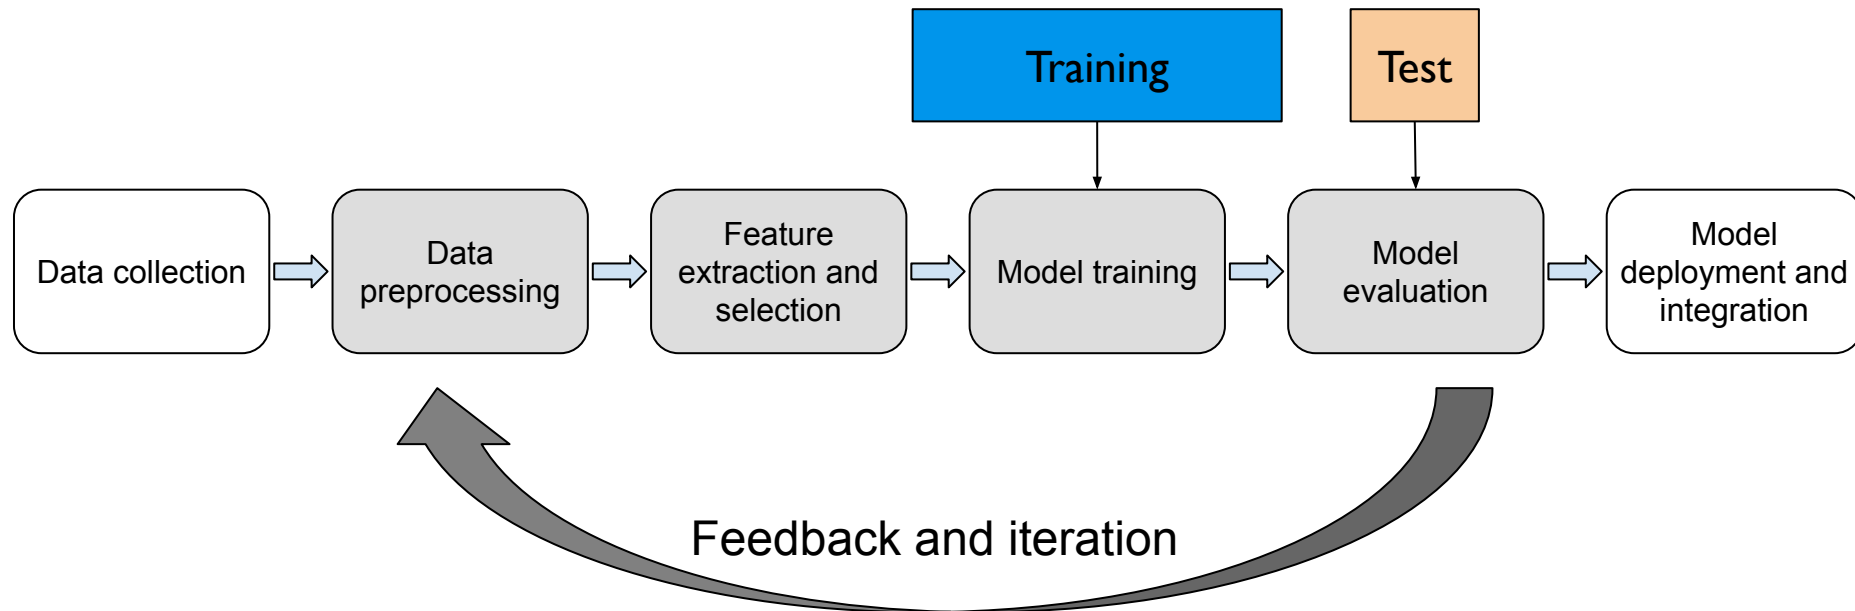 Training
Test
Data collection
Data
preprocessing
Feature
extraction and
selection
Model training
Model
evaluation
Model
deployment and
integration
Feedback and iteration